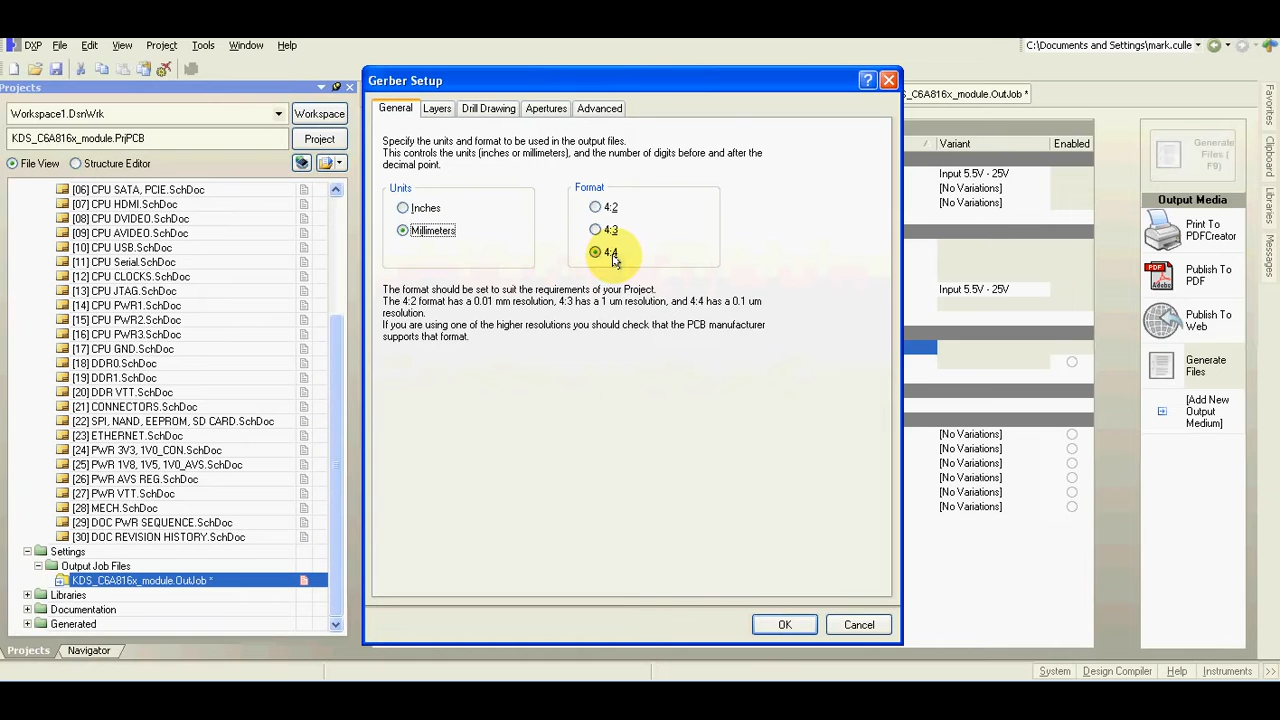 DXP File Edit View Project Tools Window Help
C:\Documents and Settings\mark.culle
Projects
Workspace1.DsnWrk
Workspace
KDS_C6A816x_module.PrjPCB
Project
File View
Structure Editor
[06] CPU SATA, PCIE.SchDoc
[07] CPU HDMI.SchDoc
[08] CPU DVIDEO.SchDoc
[09] CPU AVIDEO.SchDoc
[10] CPU USB.SchDoc
[11] CPU Serial.SchDoc
[12] CPU CLOCKS.SchDoc
[13] CPU JTAG.SchDoc
[14] CPU PWR1.SchDoc
[15] CPU PWR2.SchDoc
[16] CPU PWR3.SchDoc
[17] CPU GND.SchDoc
[18] DDR0.SchDoc
[19] DDR1.SchDoc
[20] DDR VTT.SchDoc
[21] CONNECTORS.SchDoc
[22] SPI, NAND, EEPROM, SD CARD.SchDoc
[23] ETHERNET.SchDoc
[24] PWR 3V3, 1V0_CON.SchDoc
[25] PWR 1V8, 1V5, 1V0_AVS.SchDoc
[26] PWR AVS REG.SchDoc
[27] PWR VTT.SchDoc
[28] MECH.SchDoc
[29] DOC PWR SEQUENCE.SchDoc
[30] DOC REVISION HISTORY.SchDoc
Settings
Output Job Files
KDS_C6A816x_module.OutJob *
Libraries
Documentation
Generated
Projects
Navigator
Gerber Setup
General
Layers
Drill Drawing
Apertures
Advanced
Specify the units and format to be used in the output files.
This controls the units (inches or millimeters), and the number of digits before and after the
decimal point.
Units
Inches
Millimeters
Format
4:2
4:3
4:4
The format should be set to suit the requirements of your Project.
The 4:2 format has a 0.01 mm resolution, 4:3 has a 1 um resolution, and 4:4 has a 0.1 um
resolution.
If you are using one of the higher resolutions you should check that the PCB manufacturer
supports that format.
OK
Cancel
S_C6A816x_module.OutJob *
/
Variant
Enabled
Input 5.5V - 25V
[No Variations]
[No Variations]
Input 5.5V - 25V
[No Variations]
[No Variations]
[No Variations]
[No Variations]
[No Variations]
[No Variations]
Generate
Files (
F9)
Output Media
Print To
PDFCreator
PDF
Adobe
Publish To
PDF
Publish To
Web
Generate
Files
[Add New
Output
Medium]
Favorites
Clipboard
Libraries
Messages
System
Design Compiler
Help
Instruments
>>